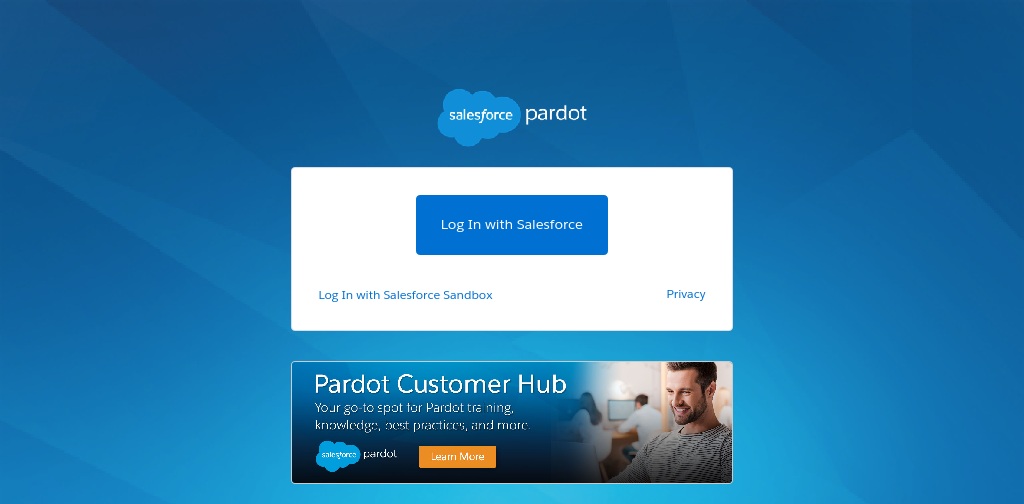 salesforce pardot
Log In with Salesforce
Log In with Salesforce Sandbox
Privacy
Pardot Customer Hub
Your go-to spot for Pardot training,
knowledge, best practices, and more.
salesforce pardot
Learn More